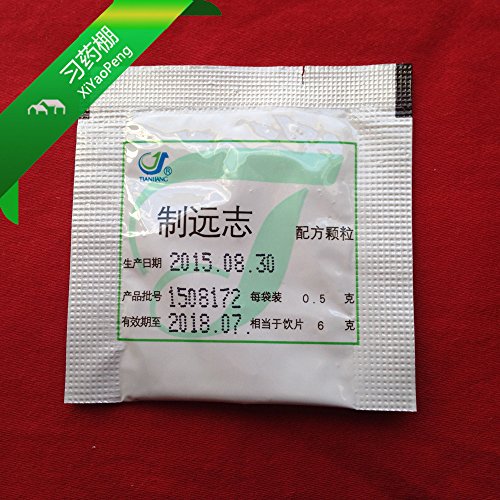 习药棚
XiYaoPeng
TIANJIANG
®
制远志 配方颗粒
生产日期 2015.08.30
产品批号 1508172 每袋装 0.5 克
有效期至 2018.07. 相当于饮片 6 克